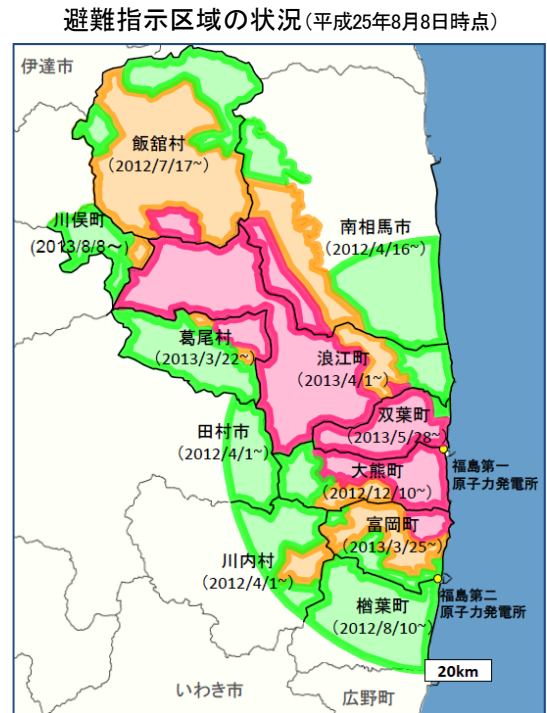 避難指示区域の状況(平成25年8月8日時点)
伊達市
飯舘村
(2012/7/17~)
川俣町
(2013/8/8～)
南相馬市
(2012/4/16~)
葛尾村
(2013/3/22~)
浪江町
(2013/4/1~)
双葉町
(2013/5/28~)
田村市
(2012/4/1~)
大熊町
(2012/12/10~)
福島第一
原子力発電所
富岡町
(2013/3/25~)
川内村
(2012/4/1~)
福島第二
原子力発電所
楢葉町
(2012/8/10~)
20km
いわき市
広野町